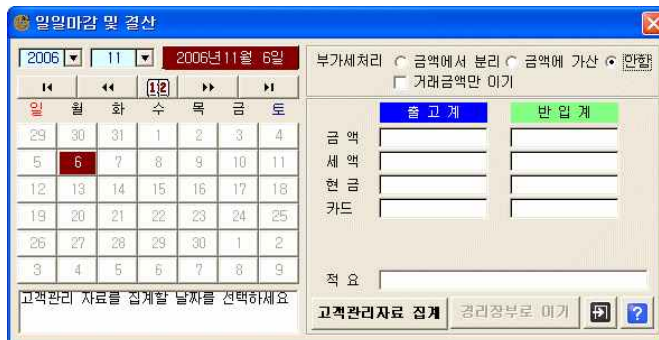 일일마감 및 결산
2006 11 2006년11월 6일
12
일 월 화 수 목 금 토
29 30 31 1 2 3 4
5 6 7 8 9 10 11
12 13 14 15 16 17 18
19 20 21 22 23 24 25
26 27 28 29 30 1 2
3 4 5 6 7 8 9
고객관리 자료를 집계할 날짜를 선택하세요
부가세처리 금액에서 분리 금액에 가산 안함
거래금액만 이기
출고계 반입계
금액
세액
현금
카드
적요
고객관리자료 집계 경리장부로 이기 ?